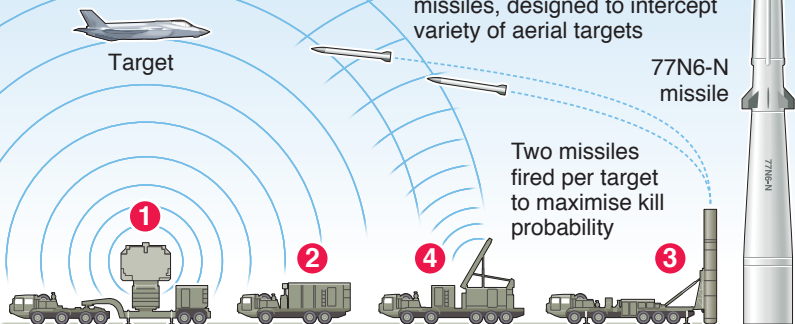 missiles, designed to intercept
variety of aerial targets
Target
77N6-N
missile
Two missiles
fired per target
to maximise kill
probability
77N6-N
1
2
4
3